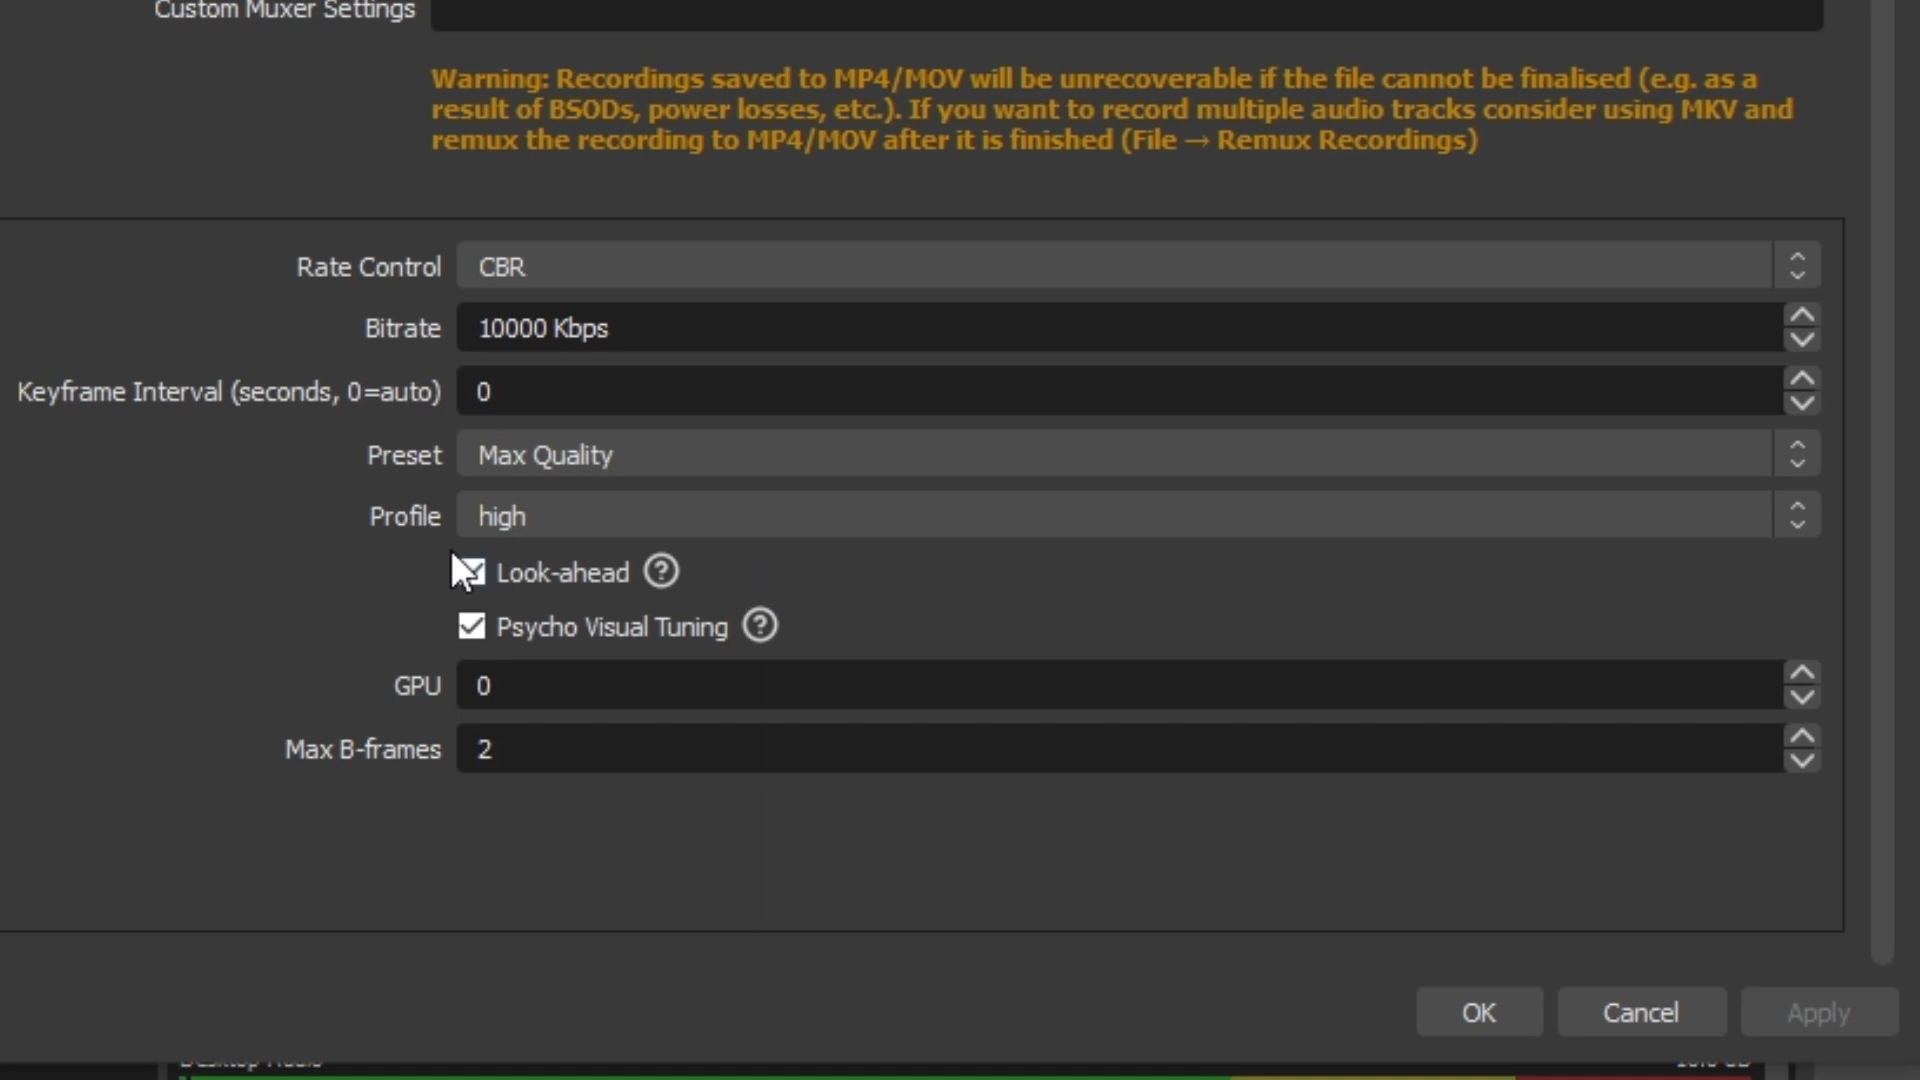 Custom Muxer Settings
Warning: Recordings saved to MP4/MOV will be unrecoverable if the file cannot be finalised (e.g. as a
result of BSODs, power losses, etc.). If you want to record multiple audio tracks consider using MKV and
remux the recording to MP4/MOV after it is finished (File → Remux Recordings)
Rate Control CBR
Bitrate 10000 Kbps
Keyframe Interval (seconds, 0=auto) 0
Preset Max Quality
Profile high
Look-ahead ?
Psycho Visual Tuning ?
GPU 0
Max B-frames 2
OK Cancel Apply
Desktop Audio